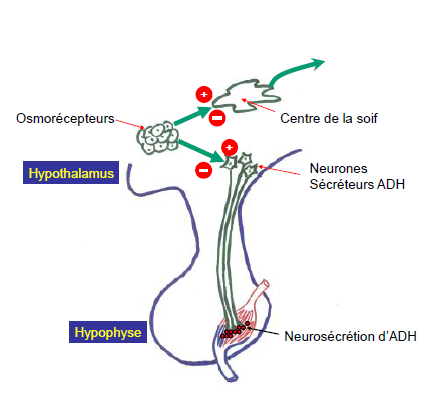 Osmorécepteurs
+
−
Centre de la soif
+
−
Neurones
Sécréteurs ADH
Hypothalamus
Hypophyse
Neurosécrétion d’ADH